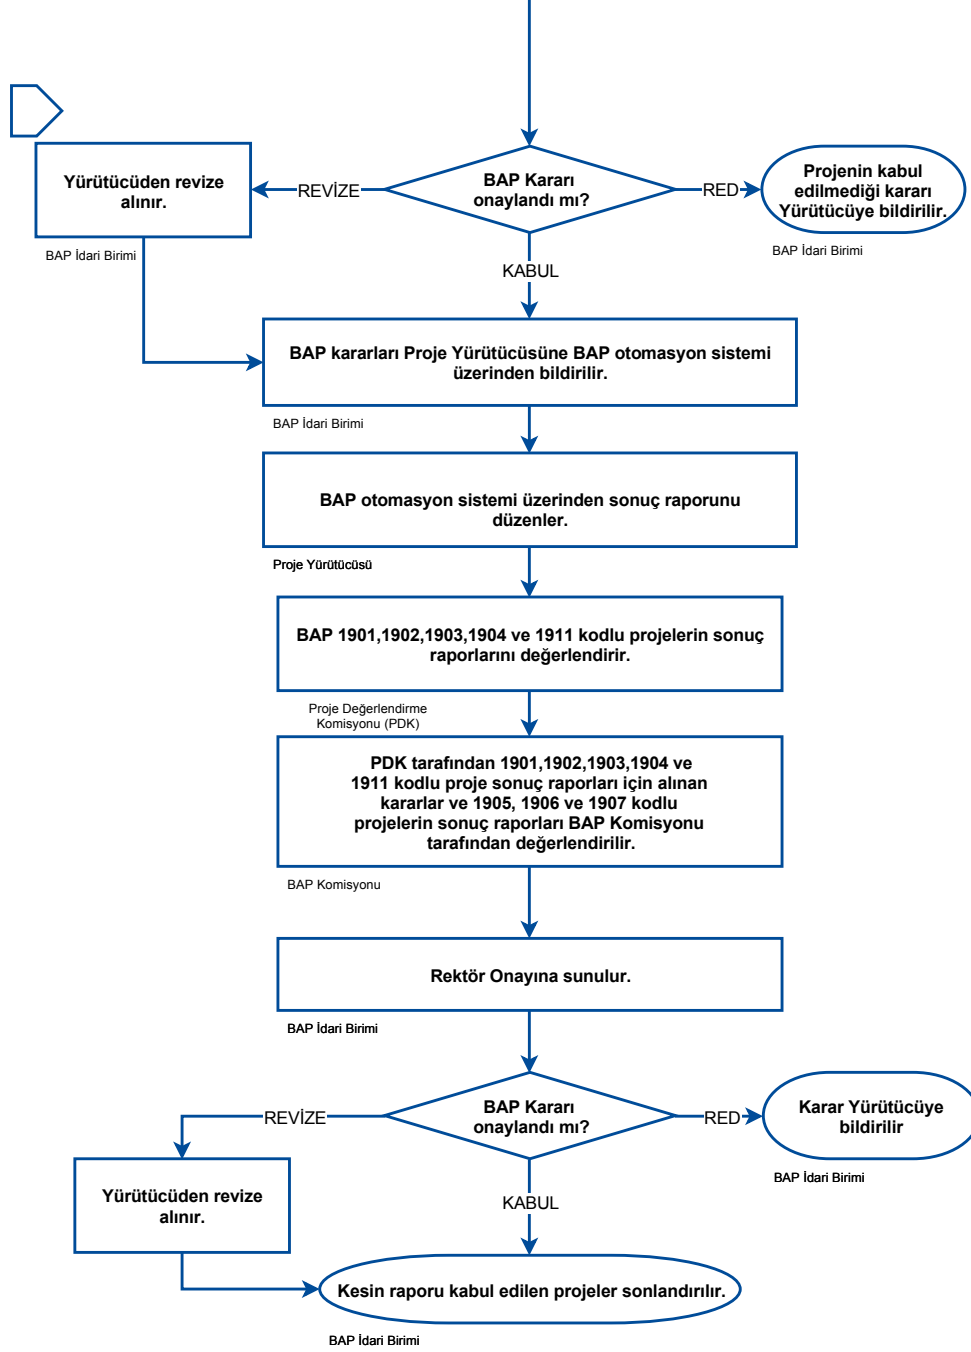 Yürütücüden revize
alınır.
BAP İdari Birimi
REVİZE
BAP Kararı
onaylandı mı?
RED
Projenin kabul
edilmediği kararı
Yürütücüye bildirilir.
BAP İdari Birimi
KABUL
BAP kararları Proje Yürütücüsüne BAP otomasyon sistemi
üzerinden bildirilir.
BAP İdari Birimi
BAP otomasyon sistemi üzerinden sonuç raporunu
düzenler.
Proje Yürütücüsü
BAP 1901,1902,1903,1904 ve 1911 kodlu projelerin sonuç
raporlarını değerlendirir.
Proje Değerlendirme
Komisyonu (PDK)
PDK tarafından 1901,1902,1903,1904 ve
1911 kodlu proje sonuç raporları için alınan
kararlar ve 1905, 1906 ve 1907 kodlu
projelerin sonuç raporları BAP Komisyonu
tarafından değerlendirilir.
BAP Komisyonu
Rektör Onayına sunulur.
BAP İdari Birimi
REVİZE
BAP Kararı
onaylandı mı?
RED
Karar Yürütücüye
bildirilir
BAP İdari Birimi
Yürütücüden revize
alınır.
KABUL
Kesin raporu kabul edilen projeler sonlandırılır.
BAP İdari Birimi